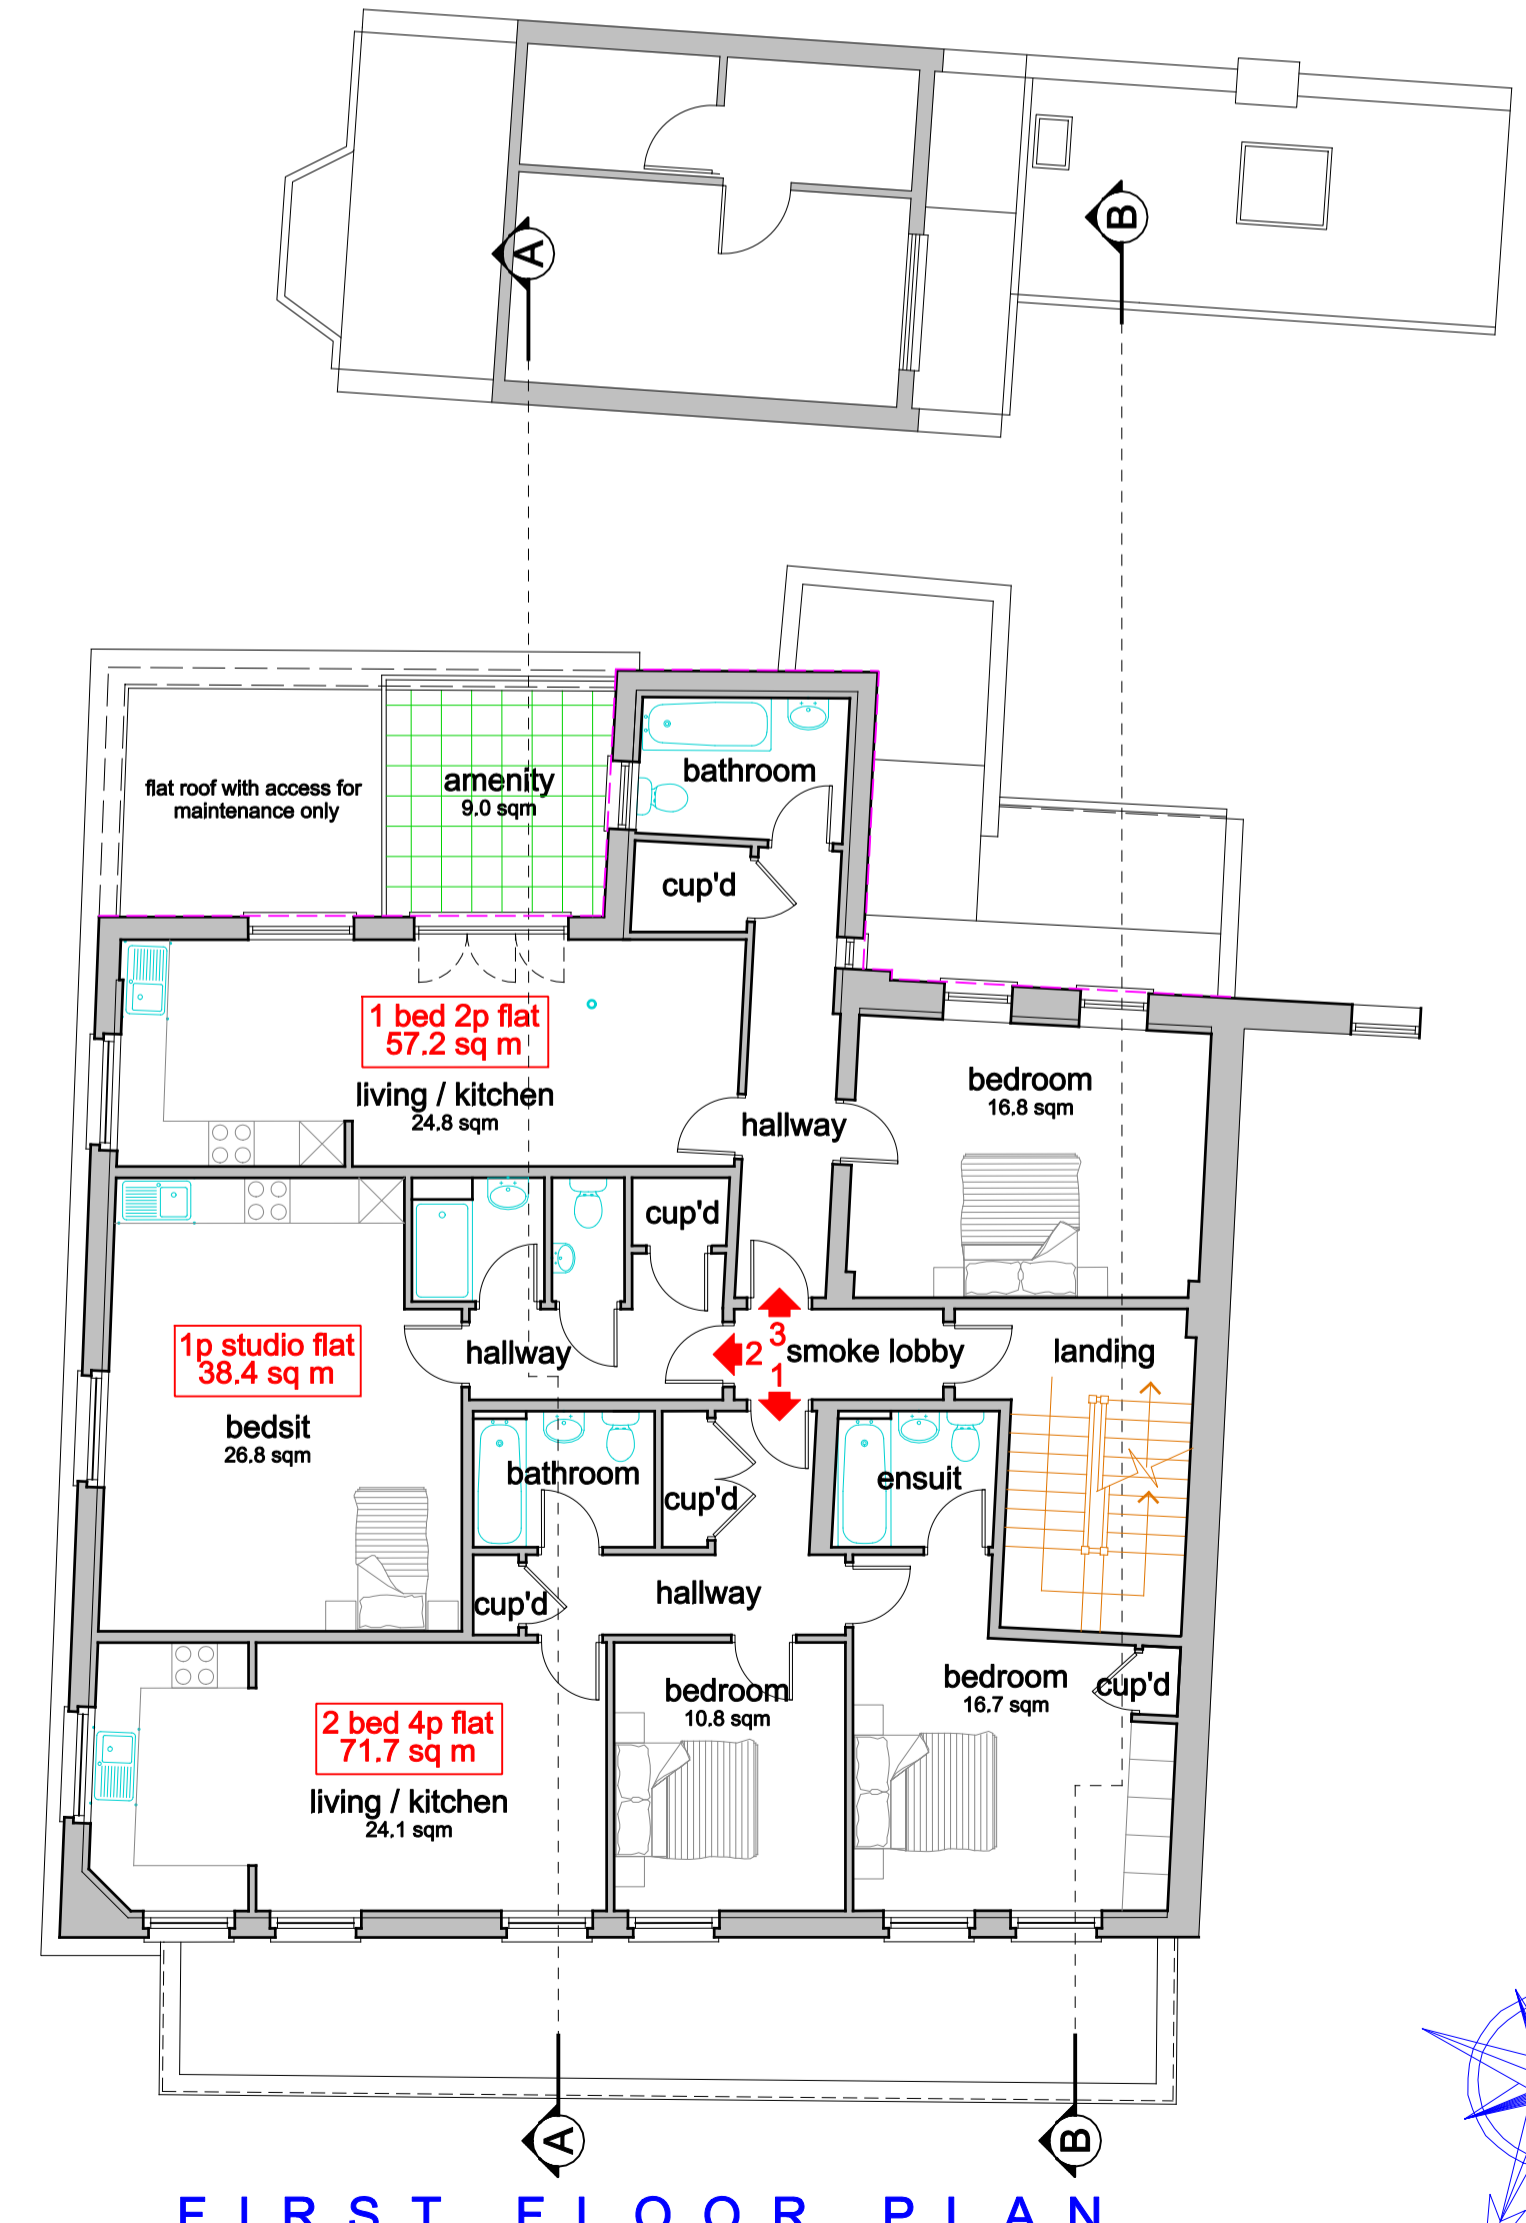 A
B
flat roof with access for
maintenance only
amenity
9.0 sqm
bathroom
cup'd
1 bed 2p flat
57.2 sq m
living / kitchen
24.8 sqm
hallway
bedroom
16.8 sqm
cup'd
1p studio flat
38.4 sq m
bedsit
26.8 sqm
hallway
3
2
1
smoke lobby
landing
bathroom
cup'd
ensuit
cup'd
hallway
bedroom
10.8 sqm
bedroom
16.7 sqm
cup'd
2 bed 4p flat
71.7 sq m
living / kitchen
24.1 sqm
A
B
FIRST FLOOR PLAN